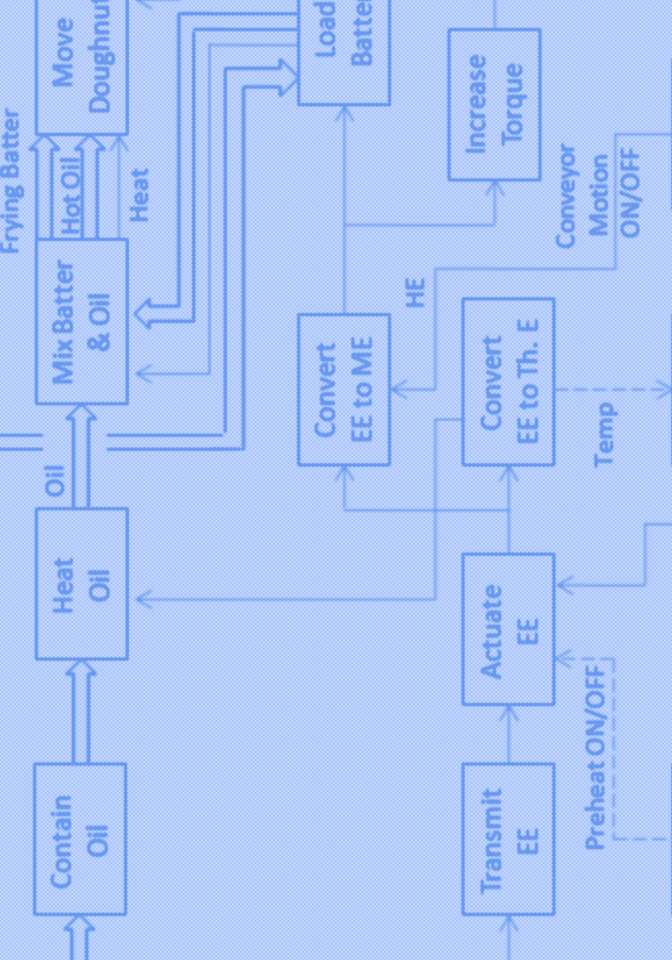 Frying Batter
Move
Doughnut
Hot Oil
Heat
Mix Batter
& Oil
Oil
Heat
Oil
Contain
Oil
Load
Batter
Convert
EE to ME
HE
Increase
Torque
Conveyor
Motion
ON/OFF
Convert
EE to Th. E
Temp
Actuate
EE
Transmit
EE
Preheat ON/OFF